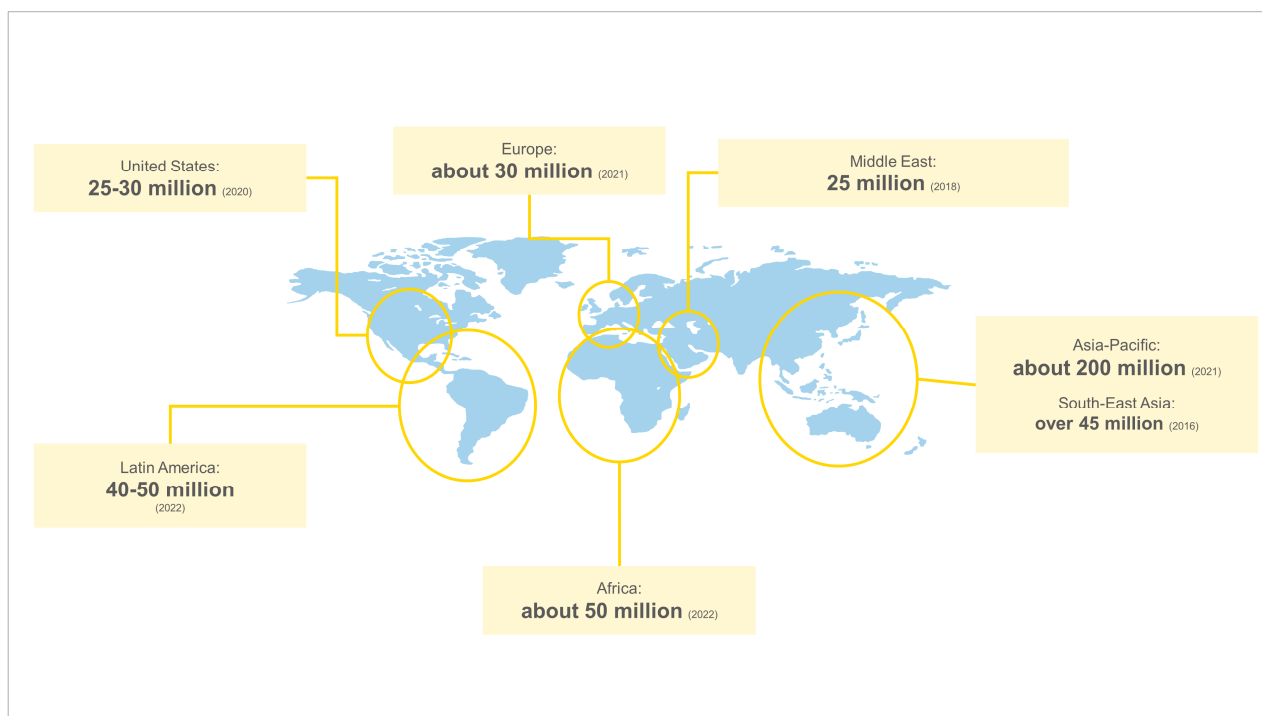 United States:
25-30 million (2020)
Europe:
about 30 million (2021)
Middle East:
25 million (2018)
Asia-Pacific:
about 200 million (2021)
South-East Asia:
over 45 million (2016)
Latin America:
40-50 million
(2022)
Africa:
about 50 million (2022)